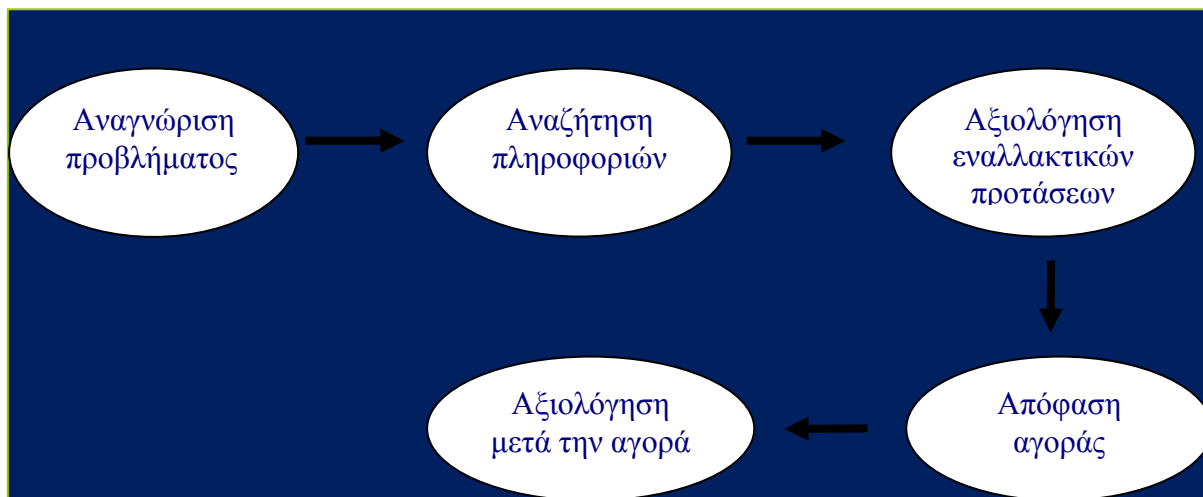 Αναγνώριση
προβλήματος
Αναζήτηση
πληροφοριών
Αξιολόγηση
εναλλακτικών
προτάσεων
Απόφαση
αγοράς
Αξιολόγηση
μετά την αγορά